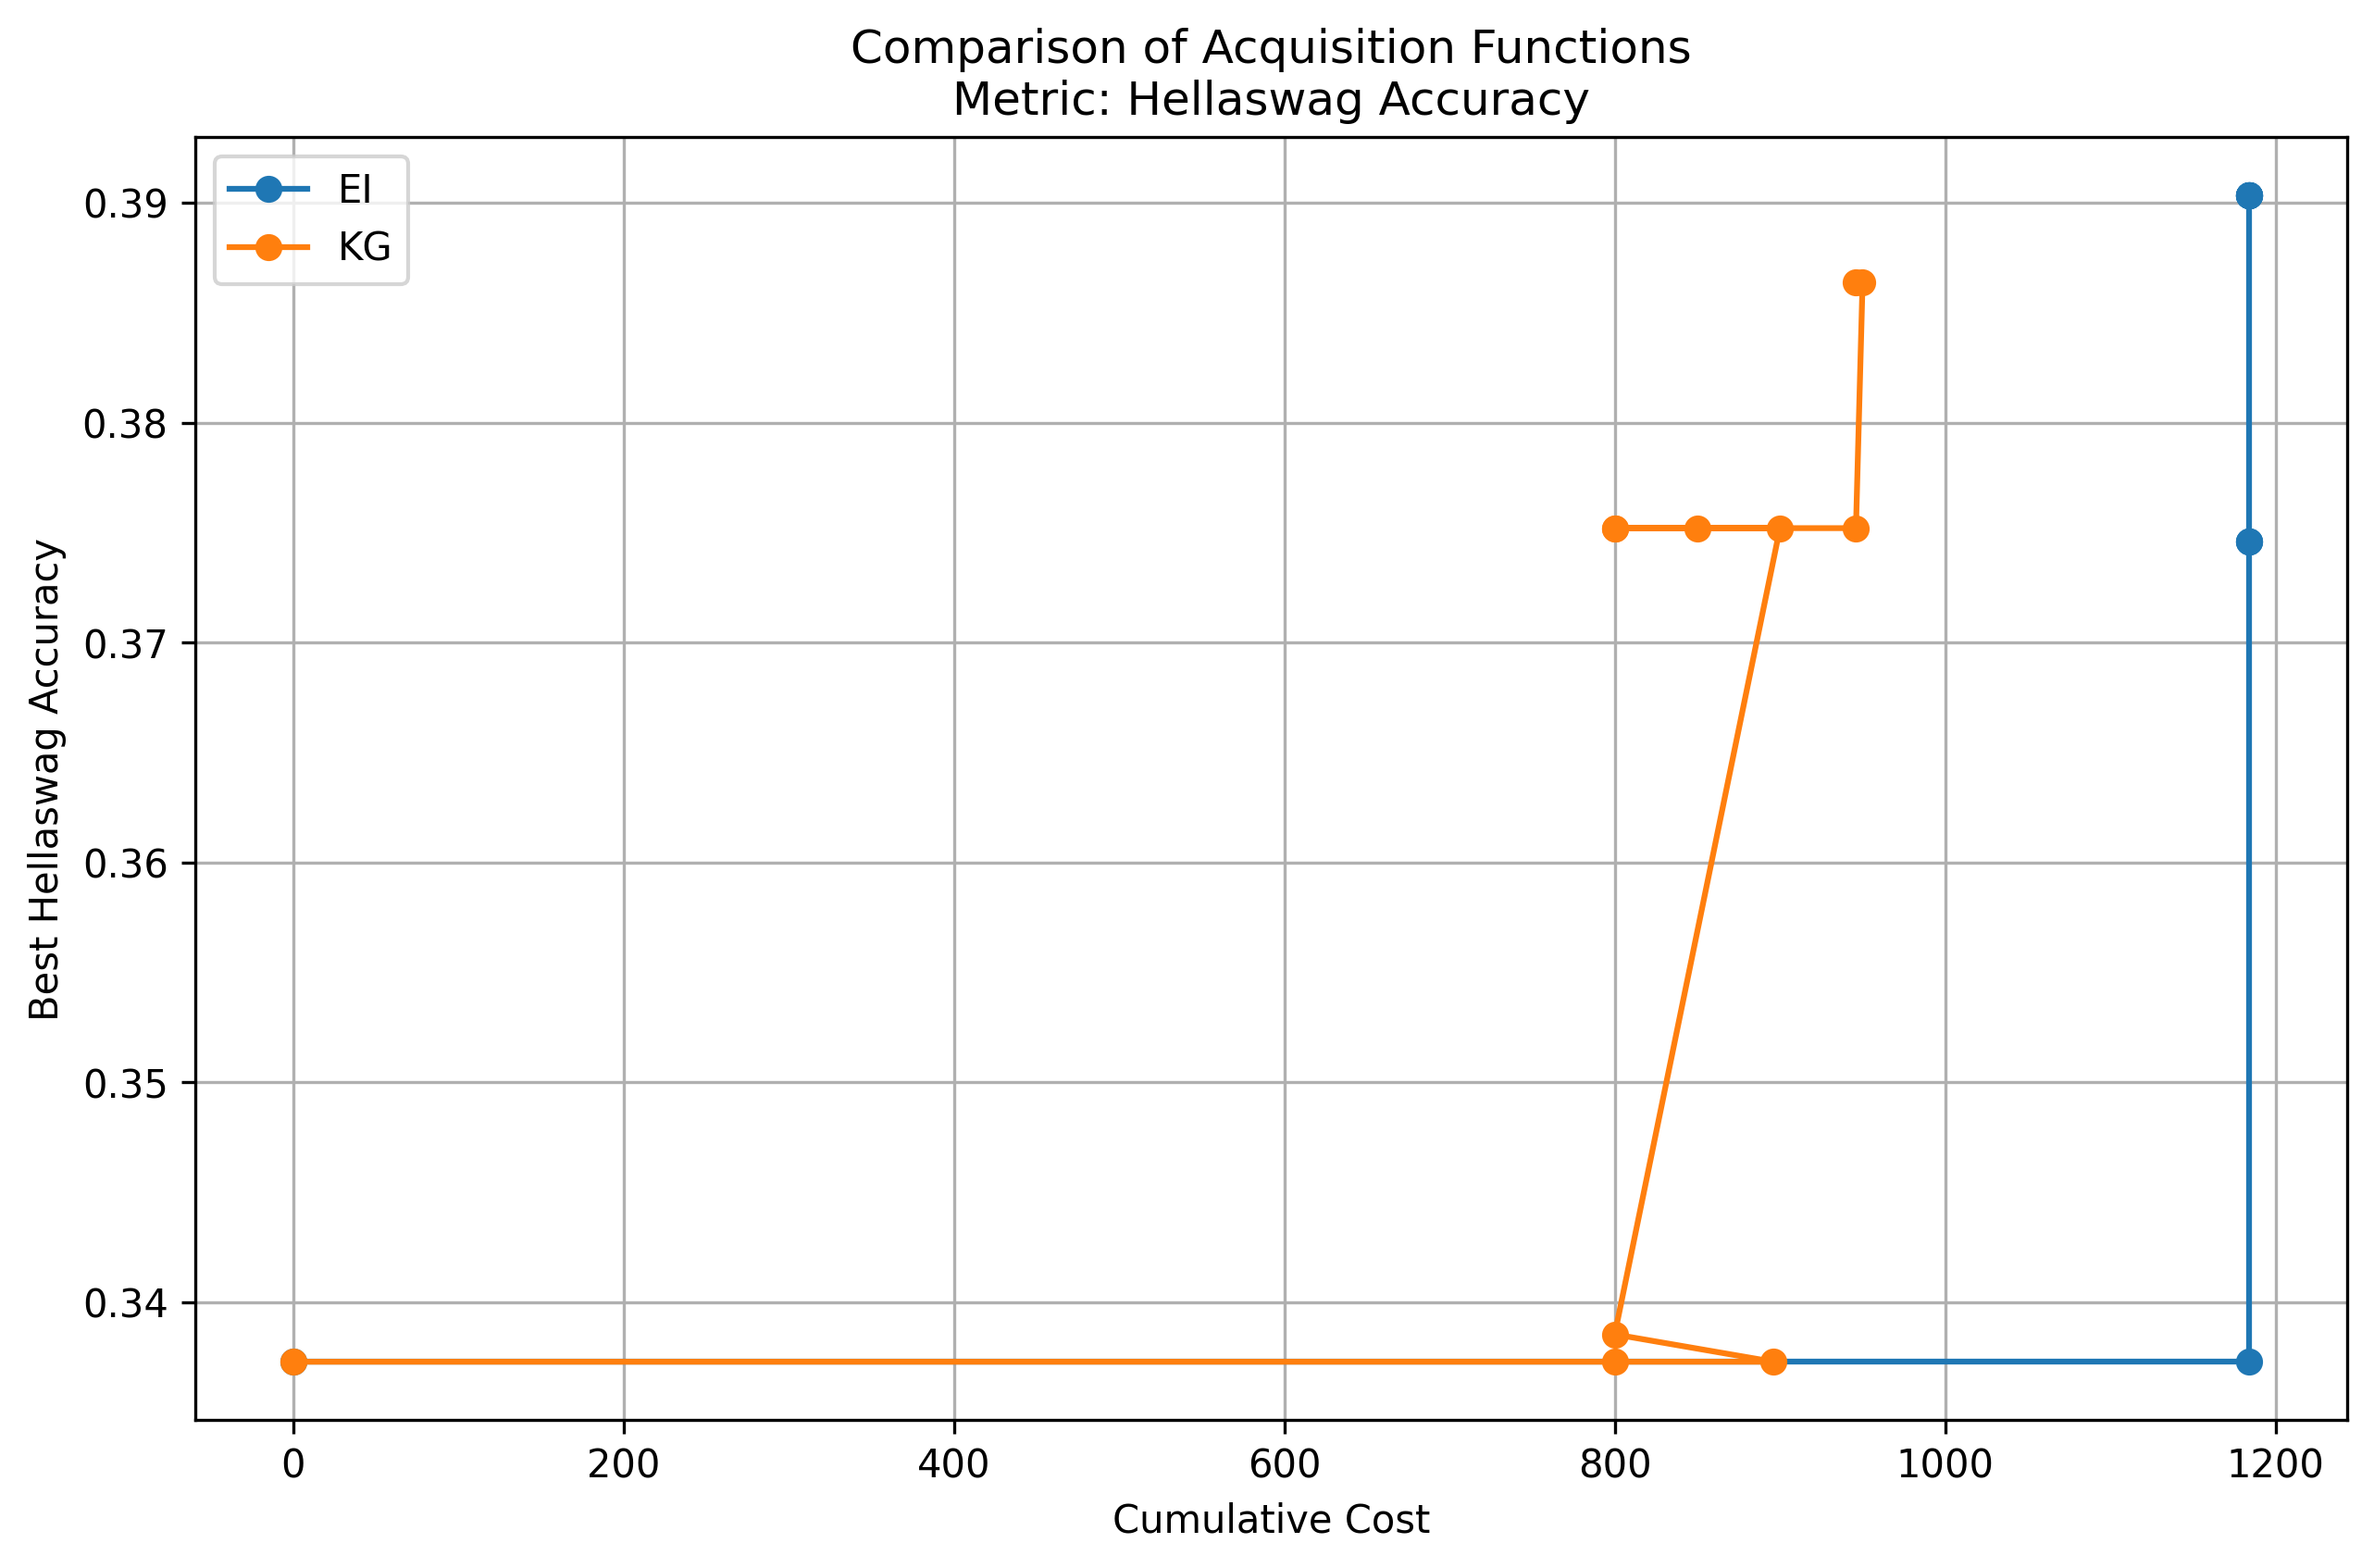 Comparison of Acquisition Functions
Metric: Hellaswag Accuracy
EI
KG
Best Hellaswag Accuracy
0.39
0.38
0.37
0.36
0.35
0.34
0
200
400
600
800
1000
1200
Cumulative Cost